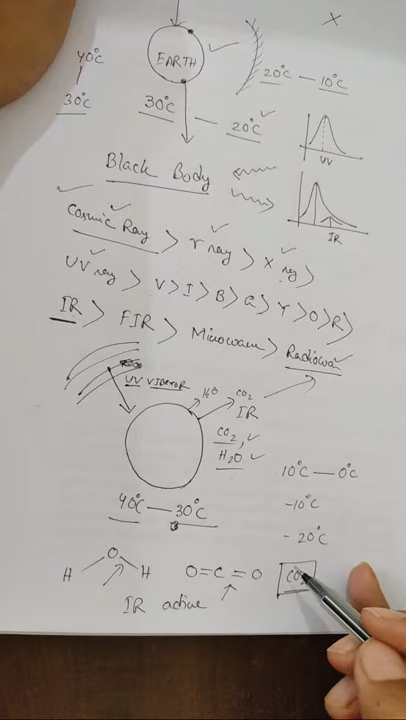 X
EARTH
40°C
30°C
20°C — 10°C
30°C — 20°C
UV
Black Body
IR
Cosmic Ray > γ ray > X ray >
UV ray > V > I > B > G > Y > O > R >
IR > FIR > Microwave > Radiowave
UV VIBGYOR
H₂O
CO₂
IR
CO₂,
H₂O
10°C — 0°C
40°C — 30°C
-10°C
- 20°C
O
H H
O=C=O
CO₂
IR active